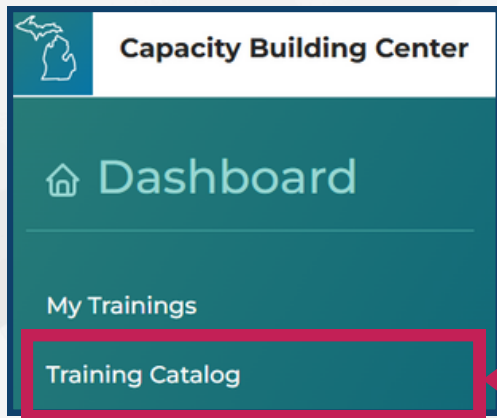 Capacity Building Center
Dashboard
My Trainings
Training Catalog